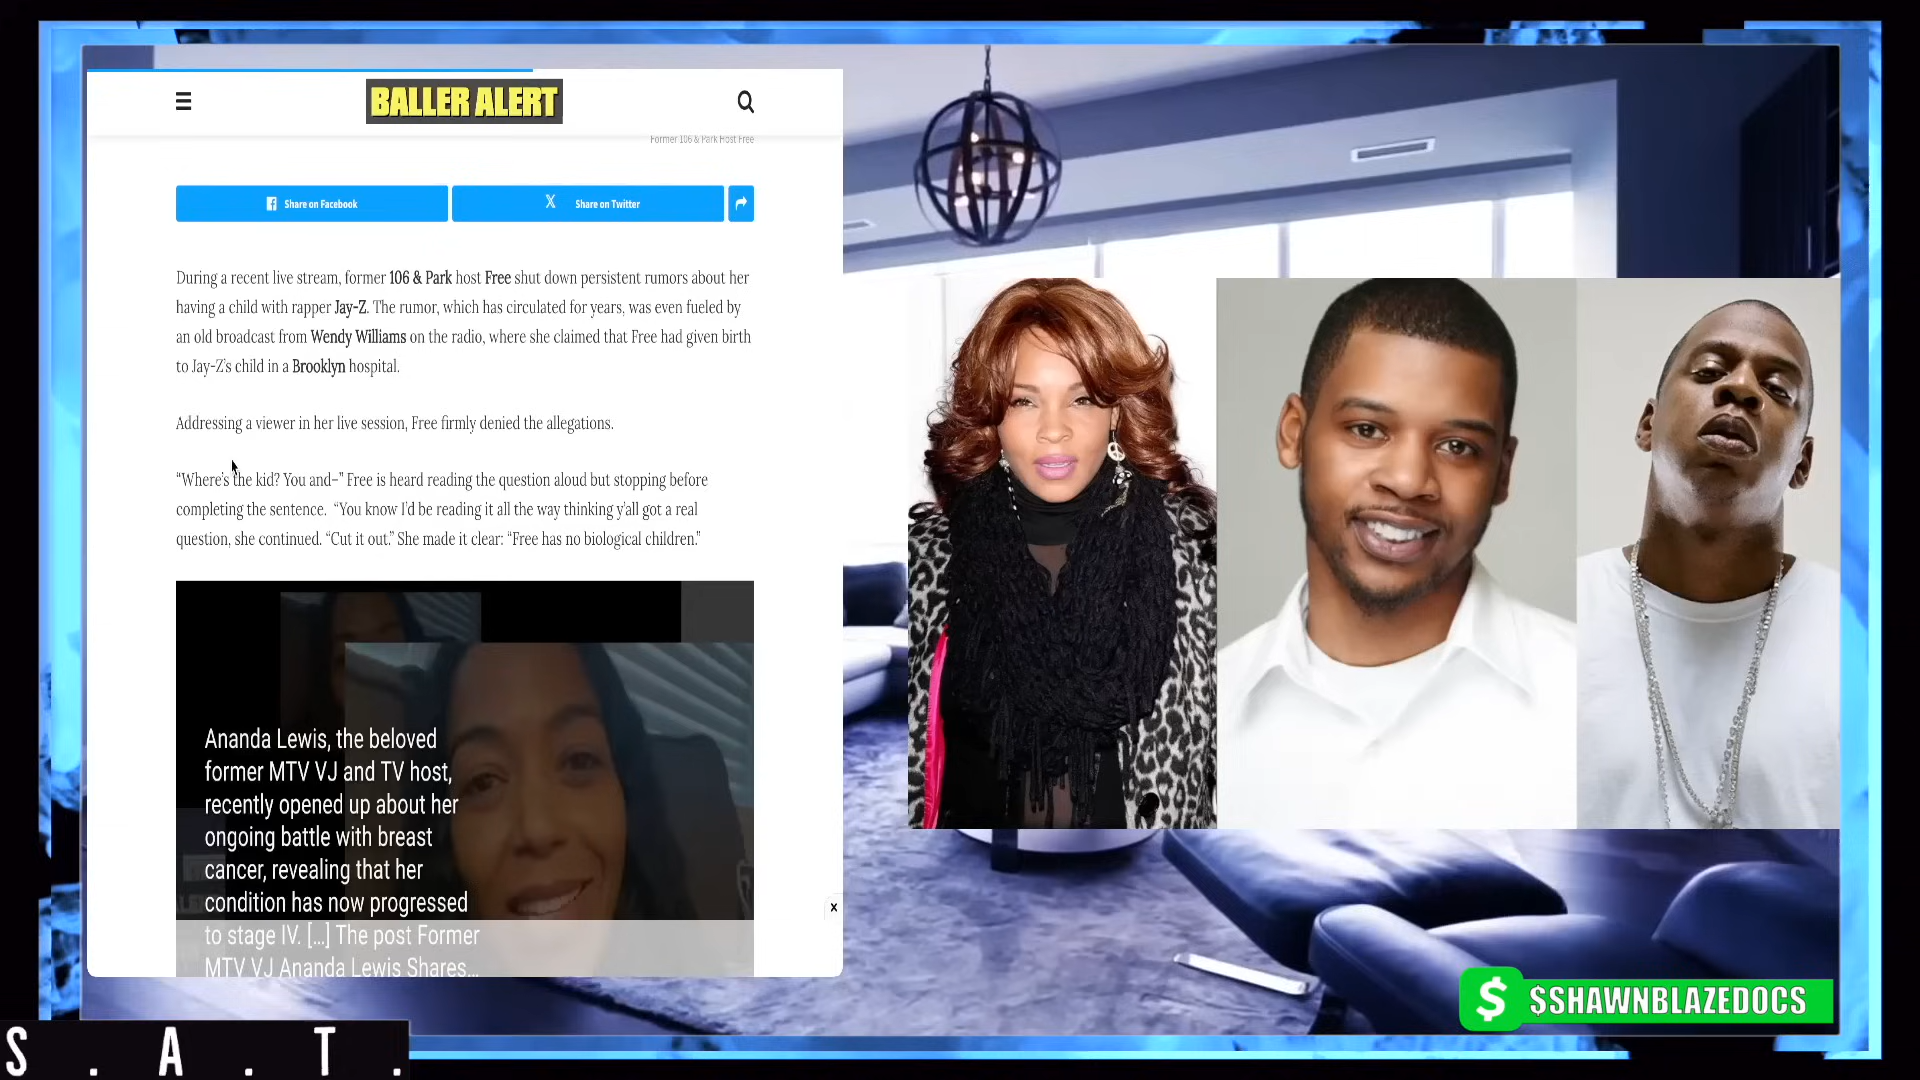 BALLER ALERT
Former 106 & Park Host Free
Share on Facebook
X Share on Twitter
During a recent live stream, former 106 & Park host Free shut down persistent rumors about her
having a child with rapper Jay-Z. The rumor, which has circulated for years, was even fueled by
an old broadcast from Wendy Williams on the radio, where she claimed that Free had given birth
to Jay-Z's child in a Brooklyn hospital.
Addressing a viewer in her live session, Free firmly denied the allegations.
“Where's the kid? You and–” Free is heard reading the question aloud but stopping before
completing the sentence. “You know I'd be reading it all the way thinking y'all got a real
question, she continued. “Cut it out.” She made it clear: “Free has no biological children.”
Ananda Lewis, the beloved
former MTV VJ and TV host,
recently opened up about her
ongoing battle with breast
cancer, revealing that her
condition has now progressed
to stage IV. [...] The post Former
MTV VJ Ananda Lewis Shares...
x
$ $SHAWNBLAZEDOCS
S . A . T .